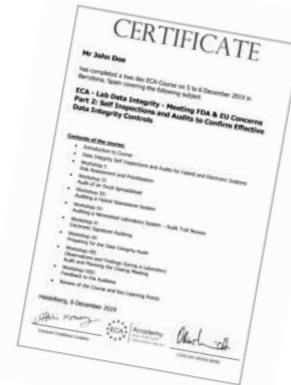 CERTIFICATE
Mr John Doe
has completed a two day ECA-Course on 5 to 6 December 2019 in
Barcelona, Spain covering the following subject
ECA - Lab Data Integrity - Meeting FDA & EU Concerns
Part 2: Self Inspections and Audits to Confirm Effective
Data Integrity Controls
Contents of the course:
• Introduction to Course
• Data Integrity Self Inspections and Audits for Hybrid and Electronic Systems
• Workshop I:
Risk Assessment and Prioritisation
• Workshop II:
Audit of an Excel Spreadsheet
• Workshop III:
Auditing a Hybrid Standalone System
• Workshop IV:
Auditing a Networked Laboratory System - Audit Trail Review
• Workshop V:
Electronic Signature Auditing
• Workshop VI:
Preparing for the Data Integrity Audit
• Workshop VII:
Observations and Findings During a Laboratory
Audit and Planning the Closing Meeting
• Workshop VIII:
Feedback to the Auditees
• Review of the Course and Key Learning Points
Heidelberg, 9 December 2019
ECA
Academy